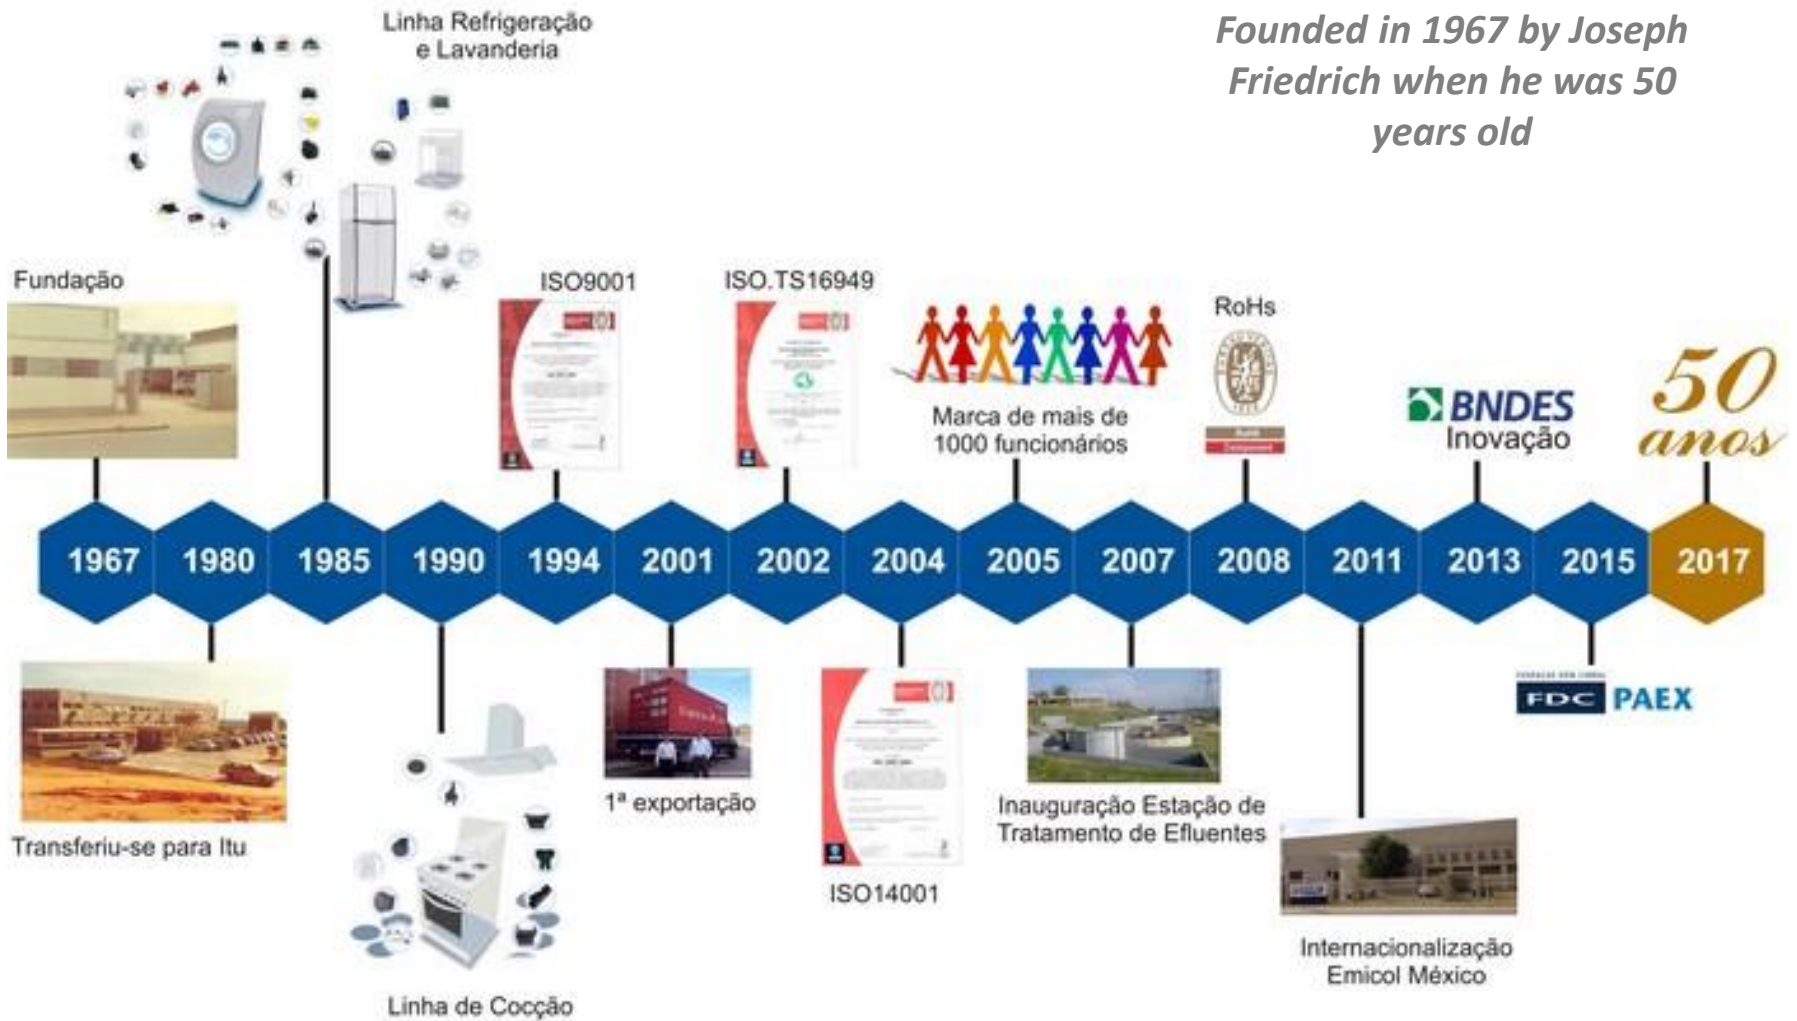 Linha Refrigeração
e Lavanderia
Founded in 1967 by Joseph
Friedrich when he was 50
years old
Fundação
ISO9001
ISO.TS16949
RoHs
Marca de mais de
1000 funcionários
BNDES
Inovação
50
anos
1967
1980
1985
1990
1994
2001
2002
2004
2005
2007
2008
2011
2013
2015
2017
Transferiu-se para Itu
Linha de Cocção
1ª exportação
ISO14001
Inauguração Estação de
Tratamento de Efluentes
Internacionalização
Emicol México
FDC PAEX